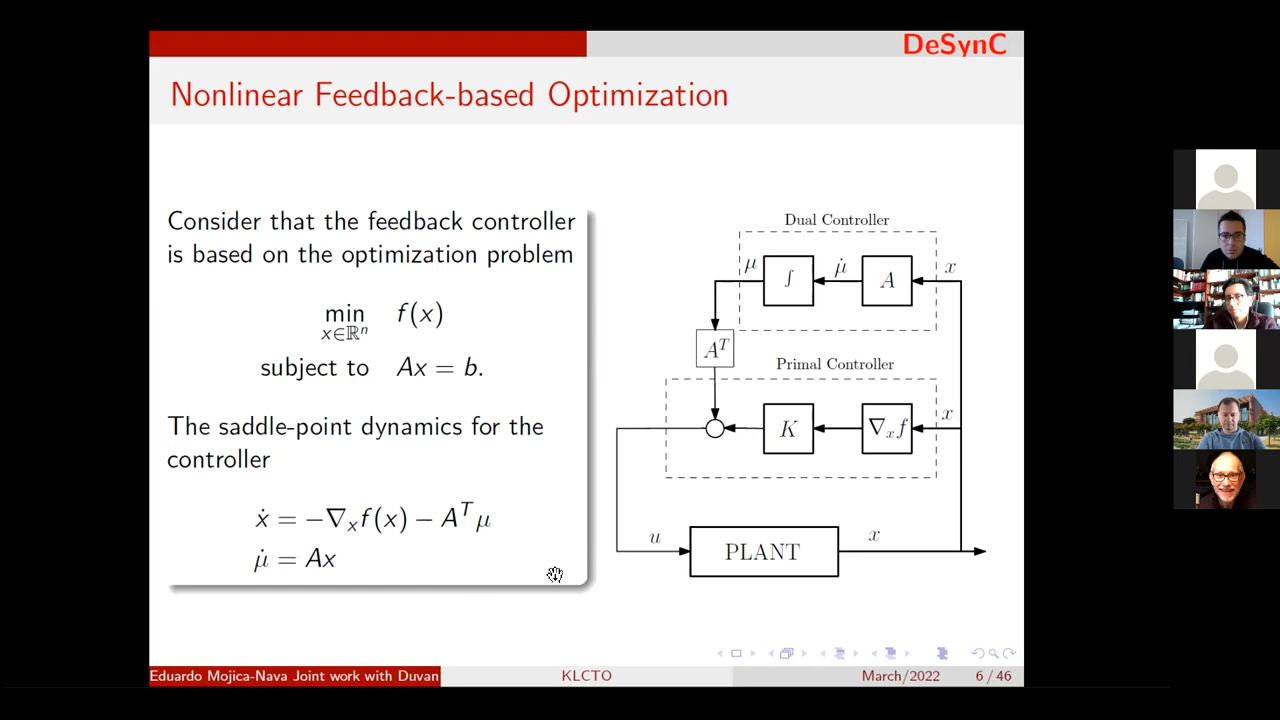 DeSynC
Nonlinear Feedback-based Optimization
Consider that the feedback controller
is based on the optimization problem
min f(x)
x∈ℝⁿ
subject to Ax = b.
The saddle-point dynamics for the
controller
ẋ = −∇ₓf(x) − Aᵀμ
μ̇ = Ax
Dual Controller
μ ∫ μ̇ A x
Aᵀ
Primal Controller
K ∇ₓf x
u PLANT x
Eduardo Mojica-Nava Joint work with Duvan
KLCTO
March/2022 6 / 46